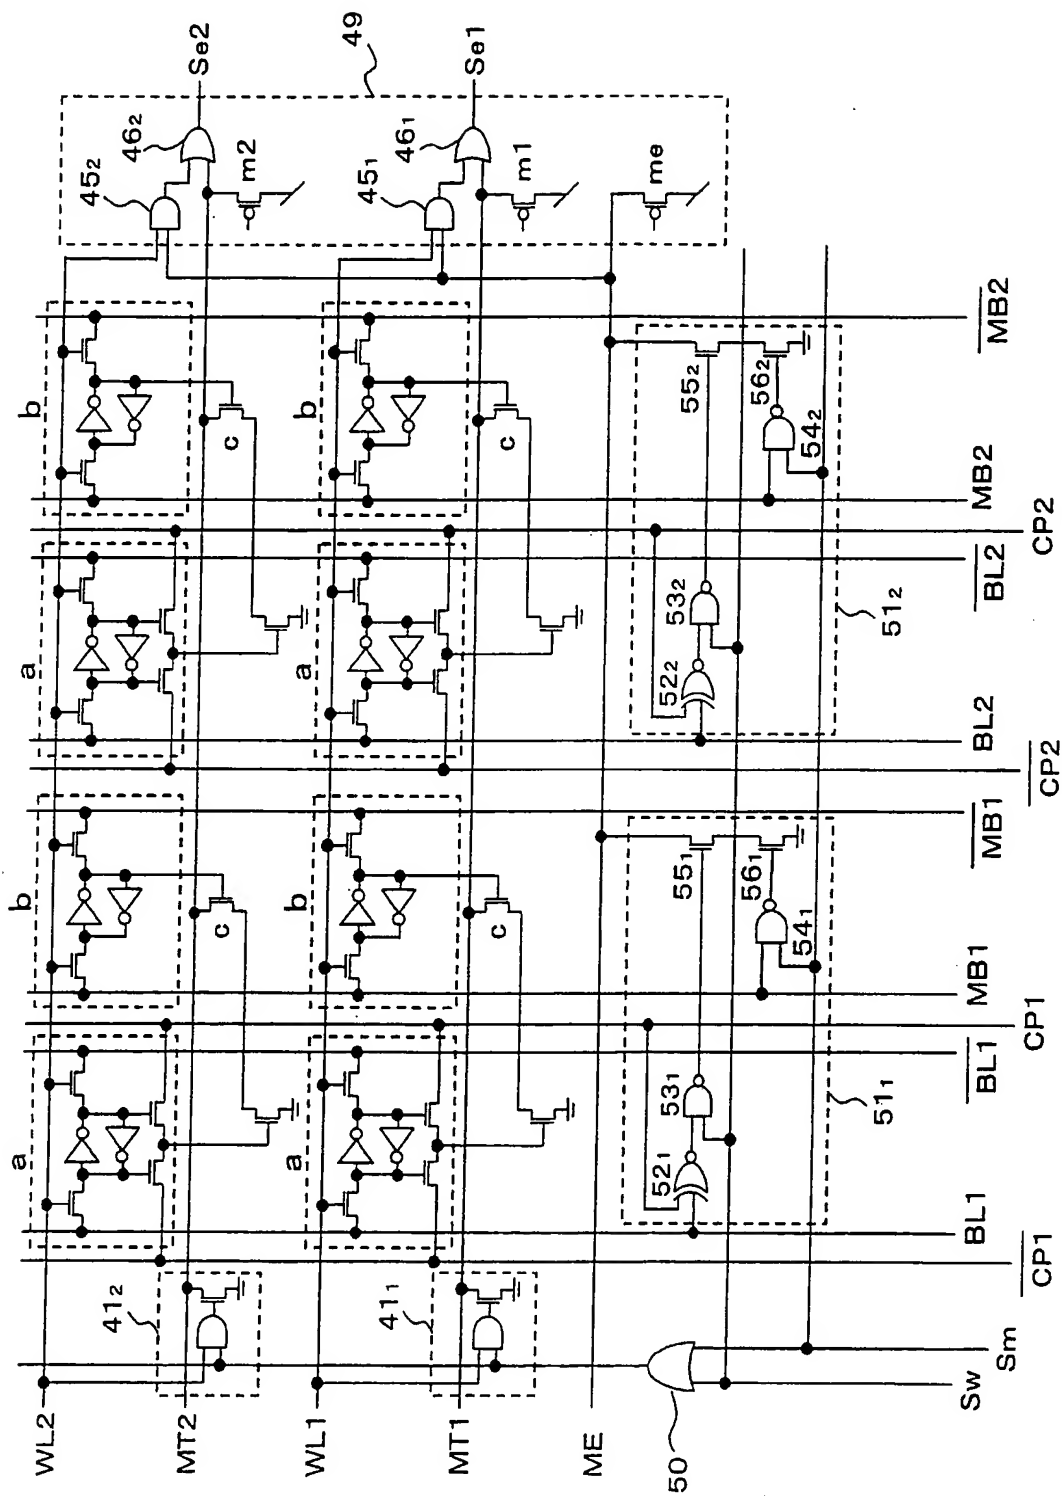 Se2
Se1
49
46₂
46₁
45₂
45₁
m2
m1
me
b
b
c
c
a
a
b
b
c
c
a
a
MB2
MB2
CP2
BL2
BL2
CP2
MB1
MB1
CP1
BL1
BL1
CP1
55₂
56₂
54₂
53₂
52₂
51₂
55₁
56₁
54₁
53₁
52₁
51₁
41₂
41₁
WL2
MT2
WL1
MT1
ME
50
Sw
Sm